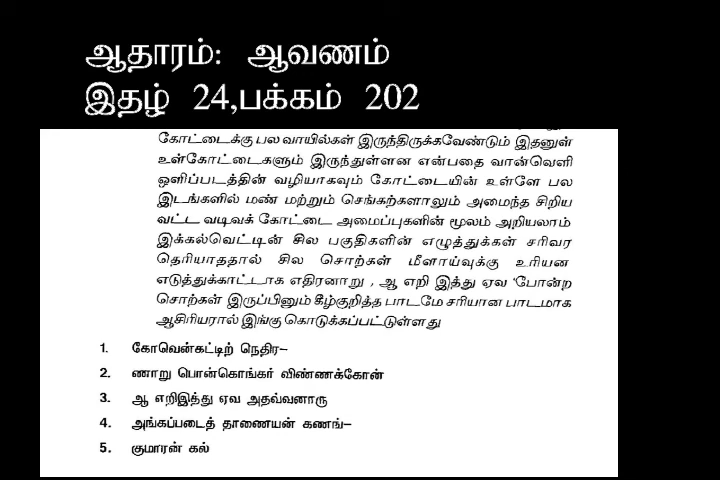 ஆதாரம்: ஆவணம்
இதழ் 24,பக்கம் 202
கோட்டைக்கு பல வாயில்கள் இருந்திருக்கவேண்டும் இதனுள்
உள்கோட்டைகளும் இருந்துள்ளன என்பதை வான்வெளி
ஒளிப்படத்தின் வழியாகவும் கோட்டையின் உள்ளே பல
இடங்களில் மண் மற்றும் செங்கற்களாலும் அமைந்த சிறிய
வட்ட வடிவக் கோட்டை அமைப்புகளின் மூலம் அறியலாம்
இக்கல்வெட்டின் சில பகுதிகளின் எழுத்துக்கள் சரிவர
தெரியாததால் சில சொற்கள் மீளாய்வுக்கு உரியன
எடுத்துக்காட்டாக எதிரனாறு , ஆ எறி இத்து ஏவ 'போன்ற
சொற்கள் இருப்பினும் கீழ்குறித்த பாடமே சரியான பாடமாக
ஆசிரியரால் இங்கு கொடுக்கப்பட்டுள்ளது
1. கோவென்கட்டிற் நெதிர–
2. ணாறு பொன்கொங்கர் விண்ணக்கோன்
3. ஆ எறிஇத்து ஏவ அதவ்வனாரு
4. அங்கப்படைத் தாணையன் கணங்–
5. குமாரன் கல்